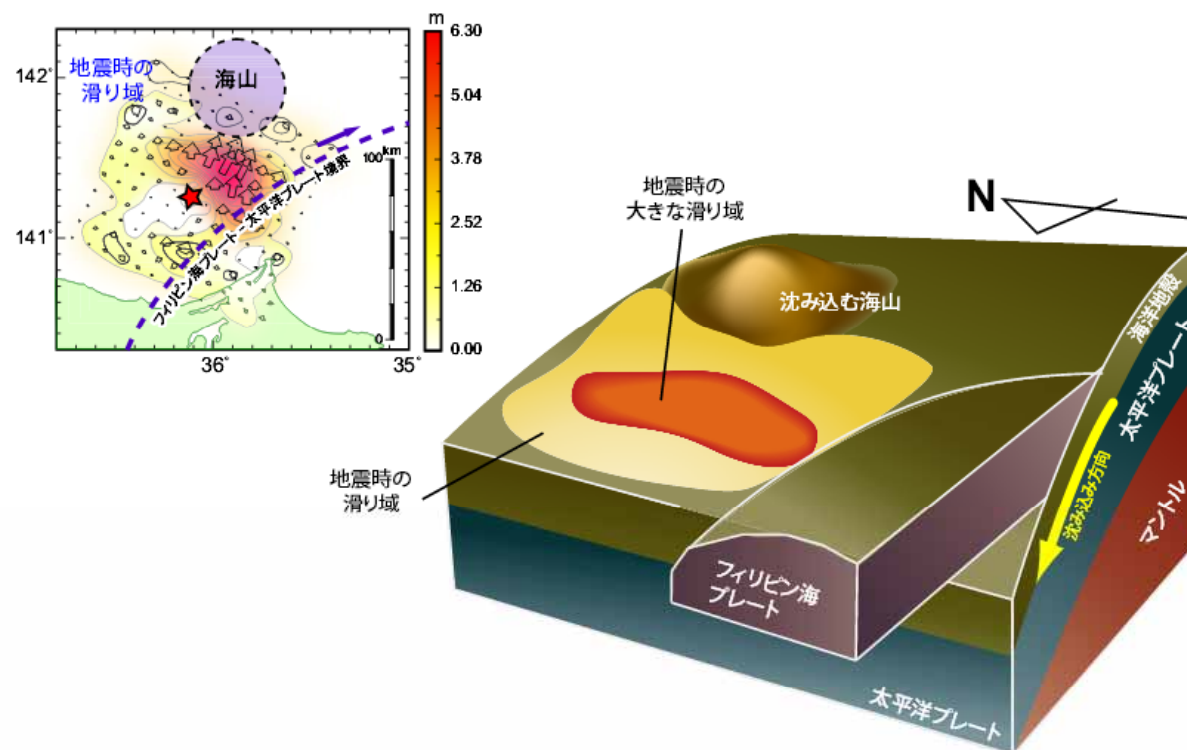 m
6.30
5.04
3.78
2.52
1.26
0.00
142°
141°
36°
35°
地震時の
滑り域
海山
100
km
0
フィリピン海プレート-太平洋プレート境界
地震時の
大きな滑り域
N
沈み込む海山
海洋地殻
太平洋プレート
沈み込み方向
マントル
地震時の
滑り域
フィリピン海
プレート
太平洋プレート